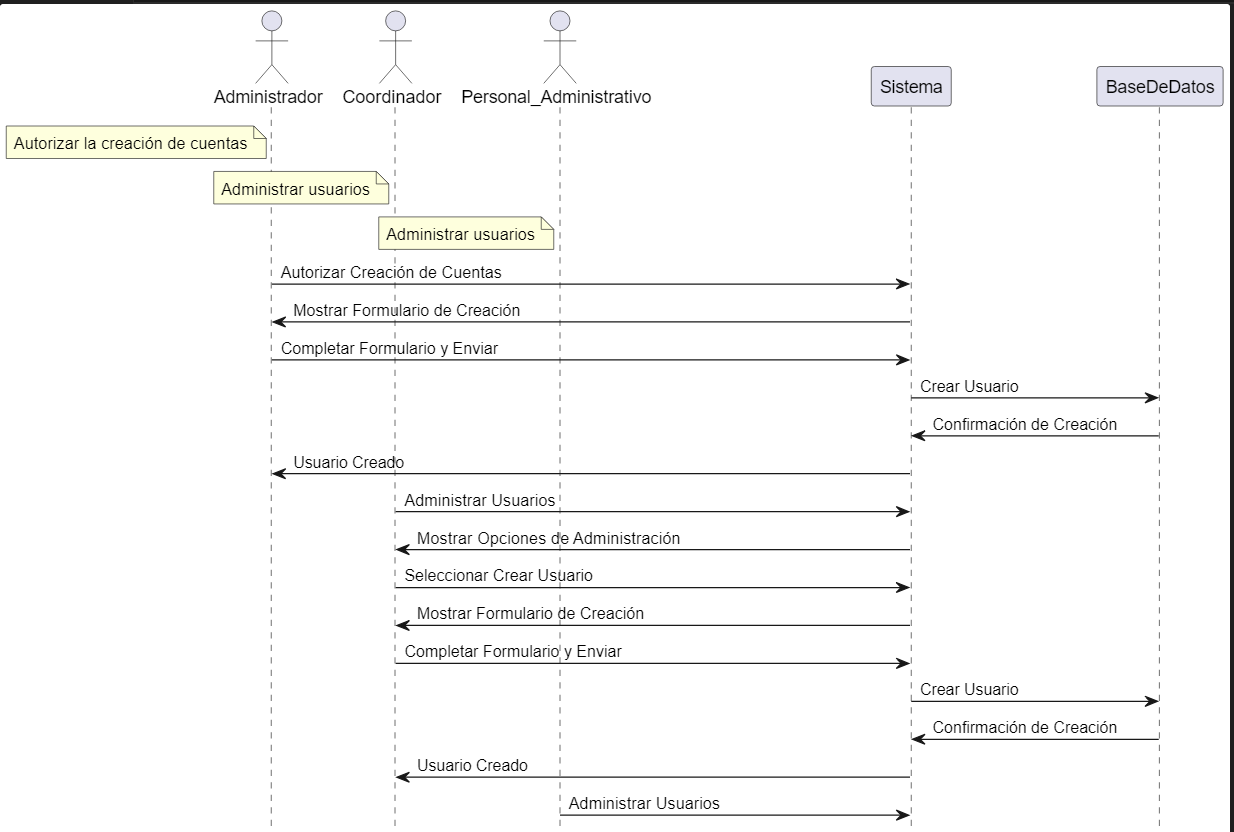 Administrador
Coordinador
Personal_Administrativo
Sistema
BaseDeDatos
Autorizar la creación de cuentas
Administrar usuarios
Administrar usuarios
Autorizar Creación de Cuentas
Mostrar Formulario de Creación
Completar Formulario y Enviar
Crear Usuario
Confirmación de Creación
Usuario Creado
Administrar Usuarios
Mostrar Opciones de Administración
Seleccionar Crear Usuario
Mostrar Formulario de Creación
Completar Formulario y Enviar
Crear Usuario
Confirmación de Creación
Usuario Creado
Administrar Usuarios